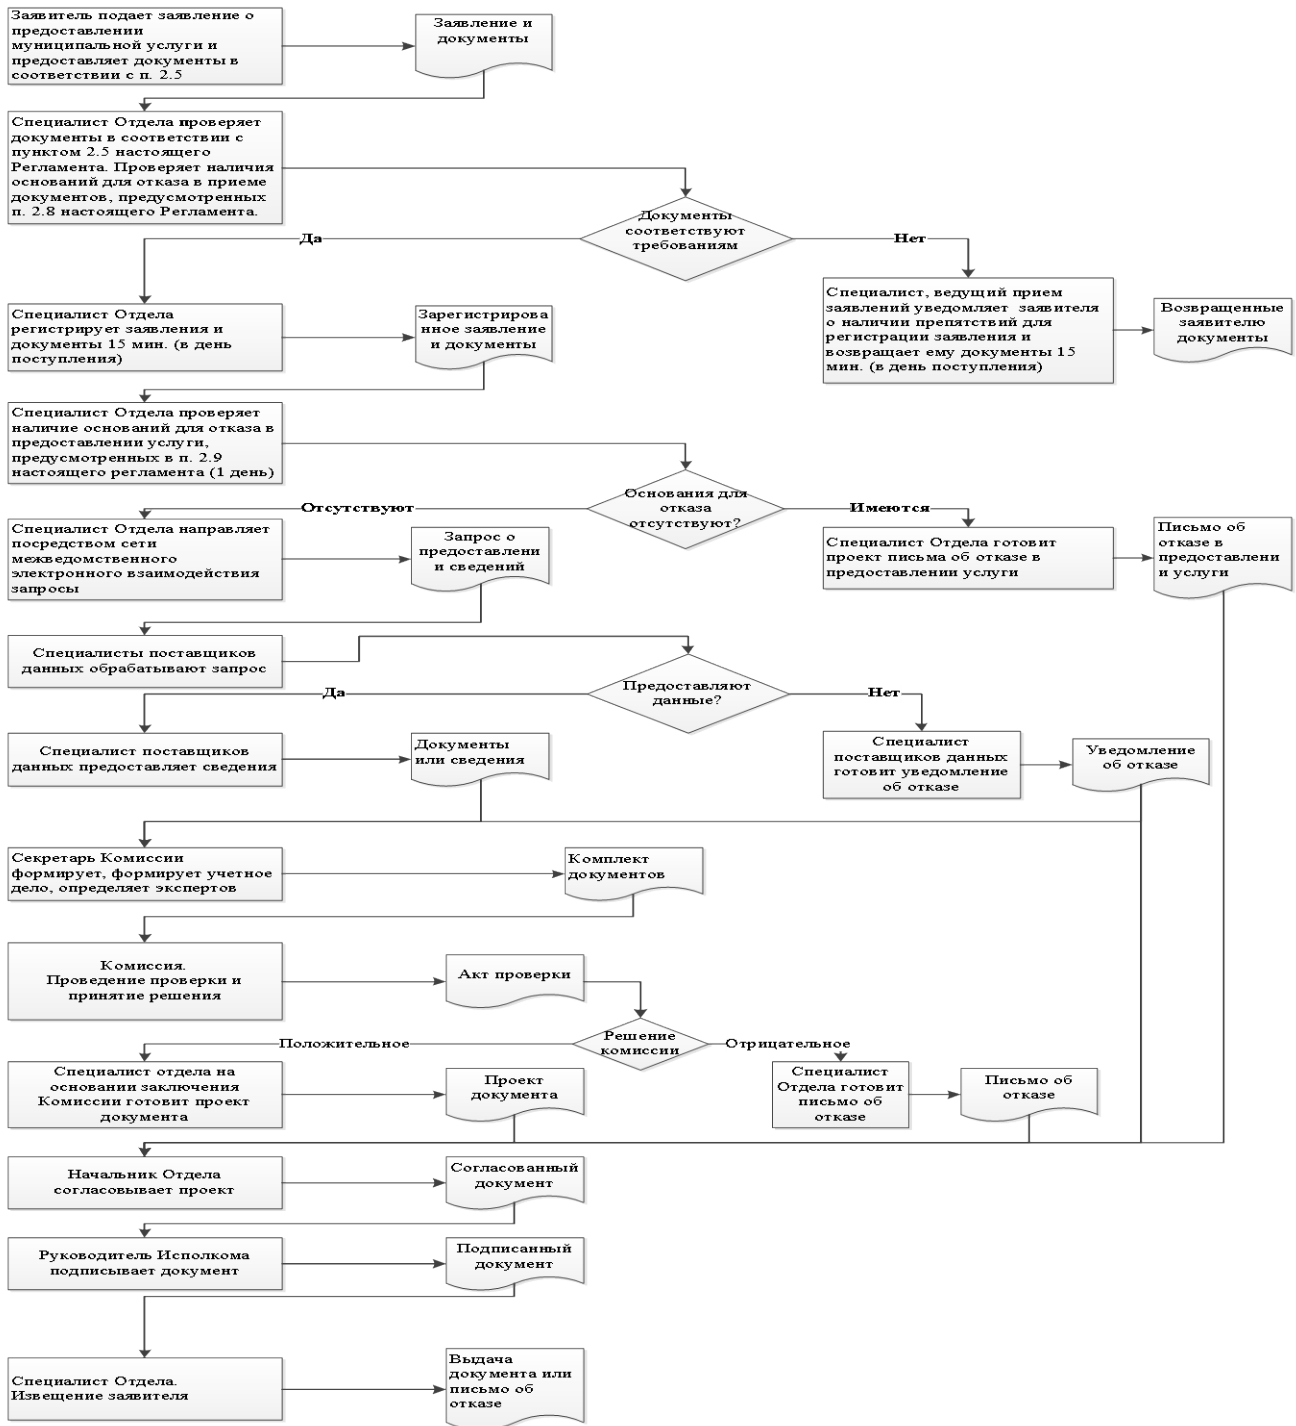 Заявитель подает заявление о
предоставлении
муниципальной услуги и
предоставляет документы в
соответствии с п. 2.5
Заявление и
документы
Специалист Отдела проверяет
документы в соответствии с
пунктом 2.5 настоящего
Регламента. Проверяет наличия
оснований для отказа в приеме
документов, предусмотренных
п. 2.8 настоящего Регламента.
Документы
соответствуют
требованиям
Да
Нет
Специалист Отдела
регистрирует заявления и
документы 15 мин. (в день
поступления)
Зарегистрирова
нное заявление
и документы
Специалист, ведущий прием
заявлений уведомляет заявителя
о наличии препятствий для
регистрации заявления и
возвращает ему документы 15
мин. (в день поступления)
Возвращенные
заявителю
документы
Специалист Отдела проверяет
наличие оснований для отказа в
предоставлении услуги,
предусмотренных в п. 2.9
настоящего регламента (1 день)
Основания для
отказа
отсутствуют?
Отсутствуют
Имеются
Специалист Отдела направляет
посредством сети
межведомственного
электронного взаимодействия
запросы
Запрос о
предоставлени
и сведений
Специалист Отдела готовит
проект письма об отказе в
предоставлении услуги
Письмо об
отказе в
предоставлени
и услуги
Специалисты поставщиков
данных обрабатывают запрос
Предоставляют
данные?
Да
Нет
Специалист поставщиков
данных предоставляет сведения
Документы
или сведения
Специалист
поставщиков данных
готовит уведомление
об отказе
Уведомление
об отказе
Секретарь Комиссии
формирует, формирует учетное
дело, определяет экспертов
Комплект
документов
Комиссия.
Проведение проверки и
принятие решения
Акт проверки
Решение
комиссии
Положительное
Отрицательное
Специалист отдела на
основании заключения
Комиссии готовит проект
документа
Проект
документа
Специалист
Отдела готовит
письмо об
отказе
Письмо об
отказе
Начальник Отдела
согласовывает проект
Согласованный
документ
Руководитель Исполкома
подписывает документ
Подписанный
документ
Специалист Отдела.
Извещение заявителя
Выдача
документа или
письмо об
отказе